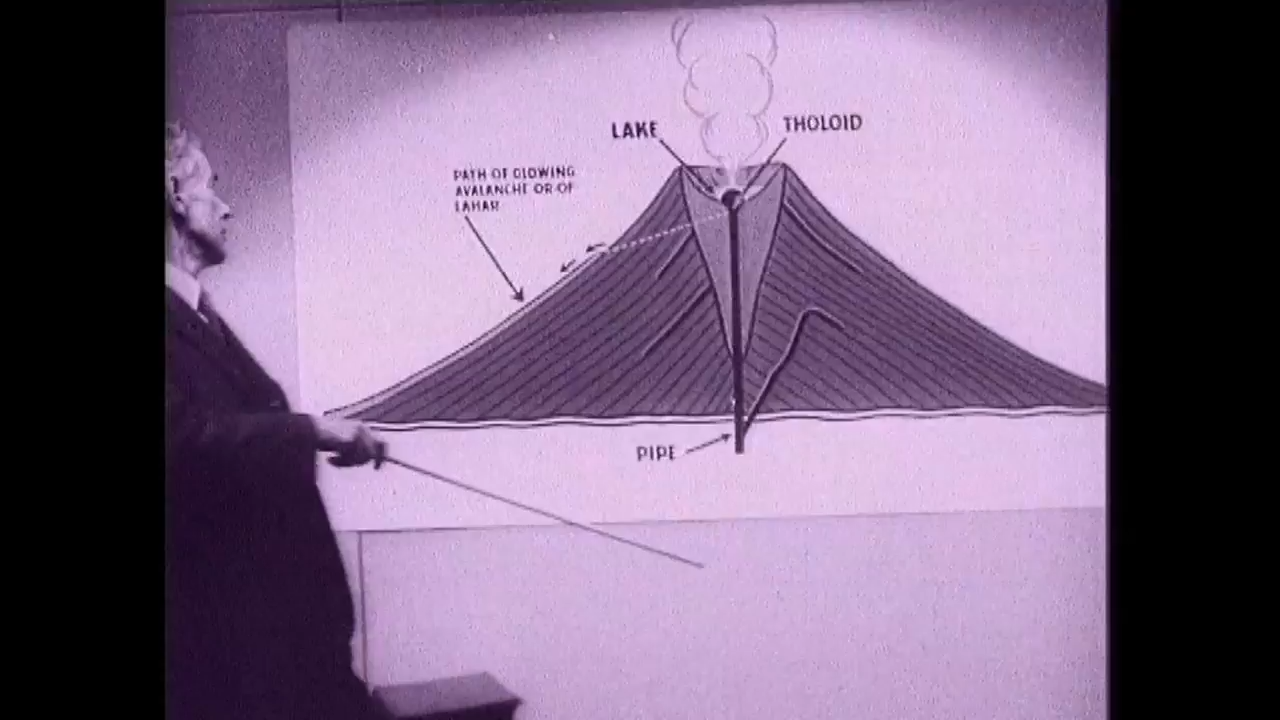 LAKE
THOLOID
PATH OF GLOWING
AVALANCHE OR OF
LAHAR
PIPE